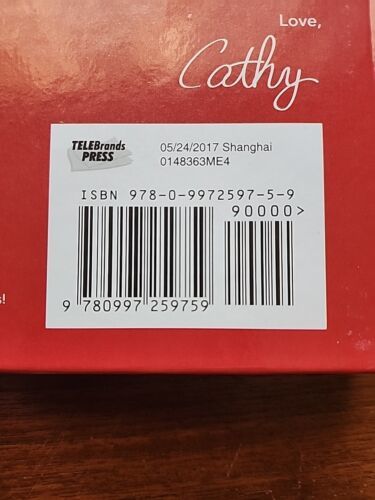 Love,
Cathy
TELEBrands
PRESS
05/24/2017 Shanghai
0148363ME4
ISBN 978-0-9972597-5-9
90000>
9 780997 259759